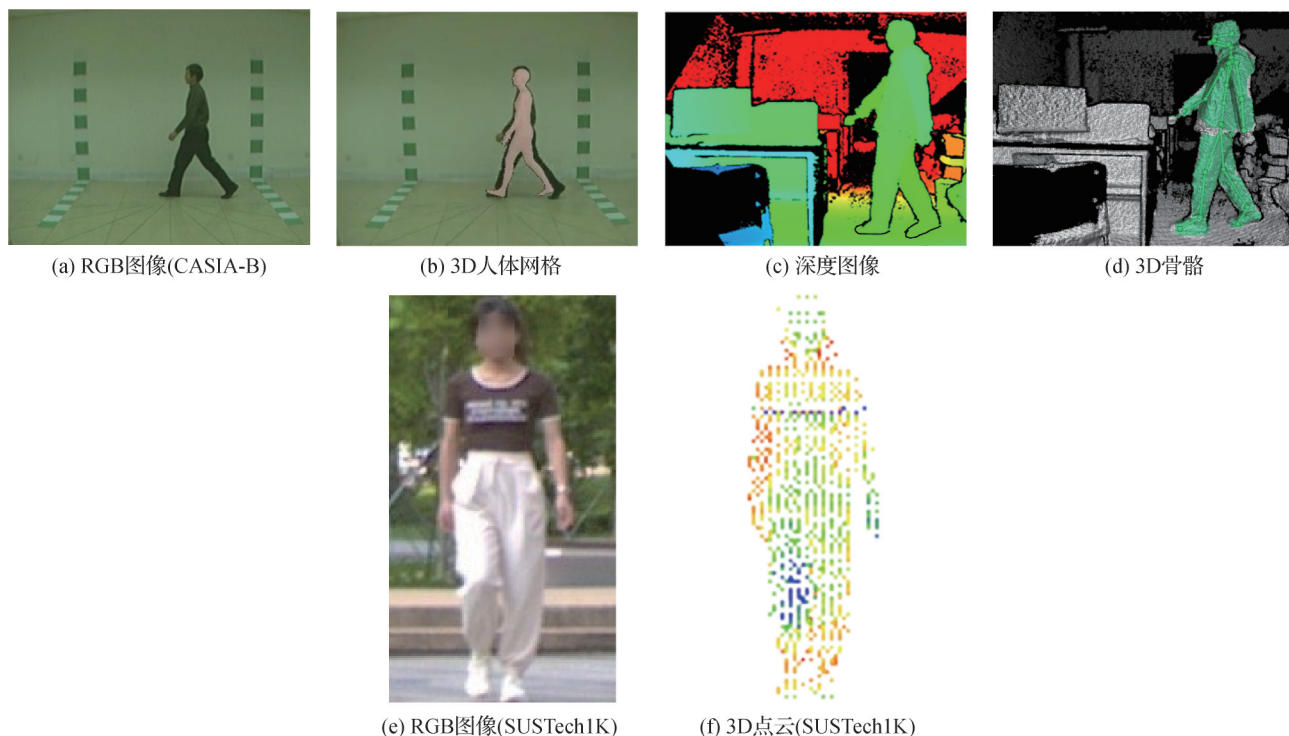 (a) RGB图像(CASIA-B)
(b) 3D人体网格
(c) 深度图像
(d) 3D骨骼
(e) RGB图像(SUSTech1K)
(f) 3D点云(SUSTech1K)